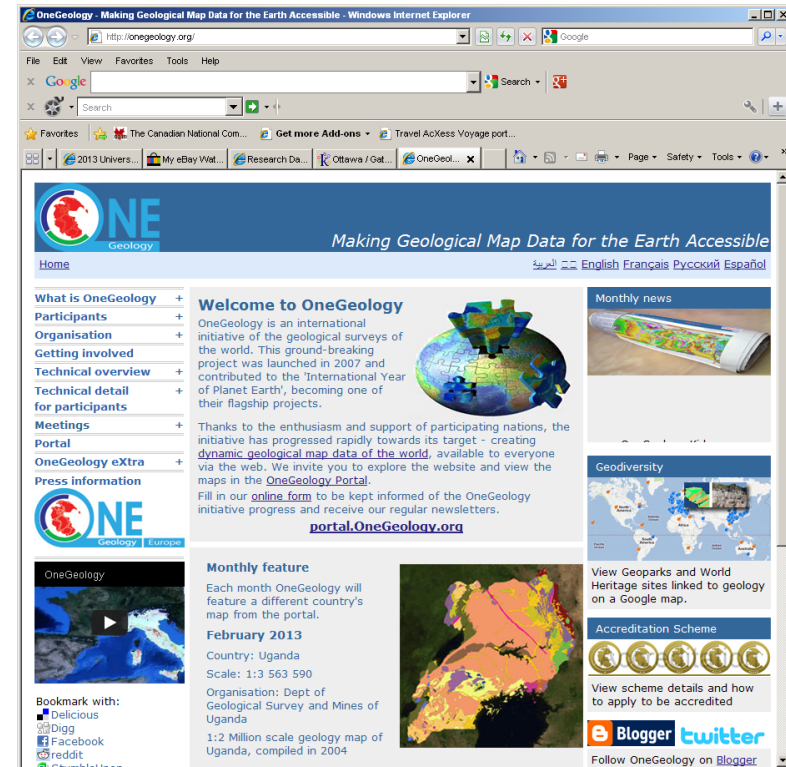 OneGeology - Making Geological Map Data for the Earth Accessible - Windows Internet Explorer
http://onegeology.org/
Google
File Edit View Favorites Tools Help
x Google Search
x Search
Favorites The Canadian National Com... Get more Add-ons Travel AcXess Voyage port...
2013 Univers... My eBay Wat... Research Da... Ottawa / Gat... OneGeol... x Page Safety Tools
ONE
Geology
Making Geological Map Data for the Earth Accessible
Home
العربية English Français Русский Español
What is OneGeology +
Participants +
Organisation +
Getting involved
Technical overview +
Technical detail +
for participants
Meetings +
Portal
OneGeology eXtra +
Press information
ONE
Geology Europe
OneGeology
Bookmark with:
Delicious
Digg
Facebook
reddit
StumbleUpon
Welcome to OneGeology
OneGeology is an international
initiative of the geological surveys of
the world. This ground-breaking
project was launched in 2007 and
contributed to the 'International Year
of Planet Earth', becoming one of
their flagship projects.
Thanks to the enthusiasm and support of participating nations, the
initiative has progressed rapidly towards its target - creating
dynamic geological map data of the world, available to everyone
via the web. We invite you to explore the website and view the
maps in the OneGeology Portal.
Fill in our online form to be kept informed of the OneGeology
initiative progress and receive our regular newsletters.
portal.OneGeology.org
Monthly feature
Each month OneGeology will
feature a different country's
map from the portal.
February 2013
Country: Uganda
Scale: 1:3 563 590
Organisation: Dept of
Geological Survey and Mines of
Uganda
1:2 Million scale geology map of
Uganda, compiled in 2004
Monthly news
Geodiversity
View Geoparks and World
Heritage sites linked to geology
on a Google map.
Accreditation Scheme
View scheme details and how
to apply to be accredited
Blogger twitter
Follow OneGeology on Blogger